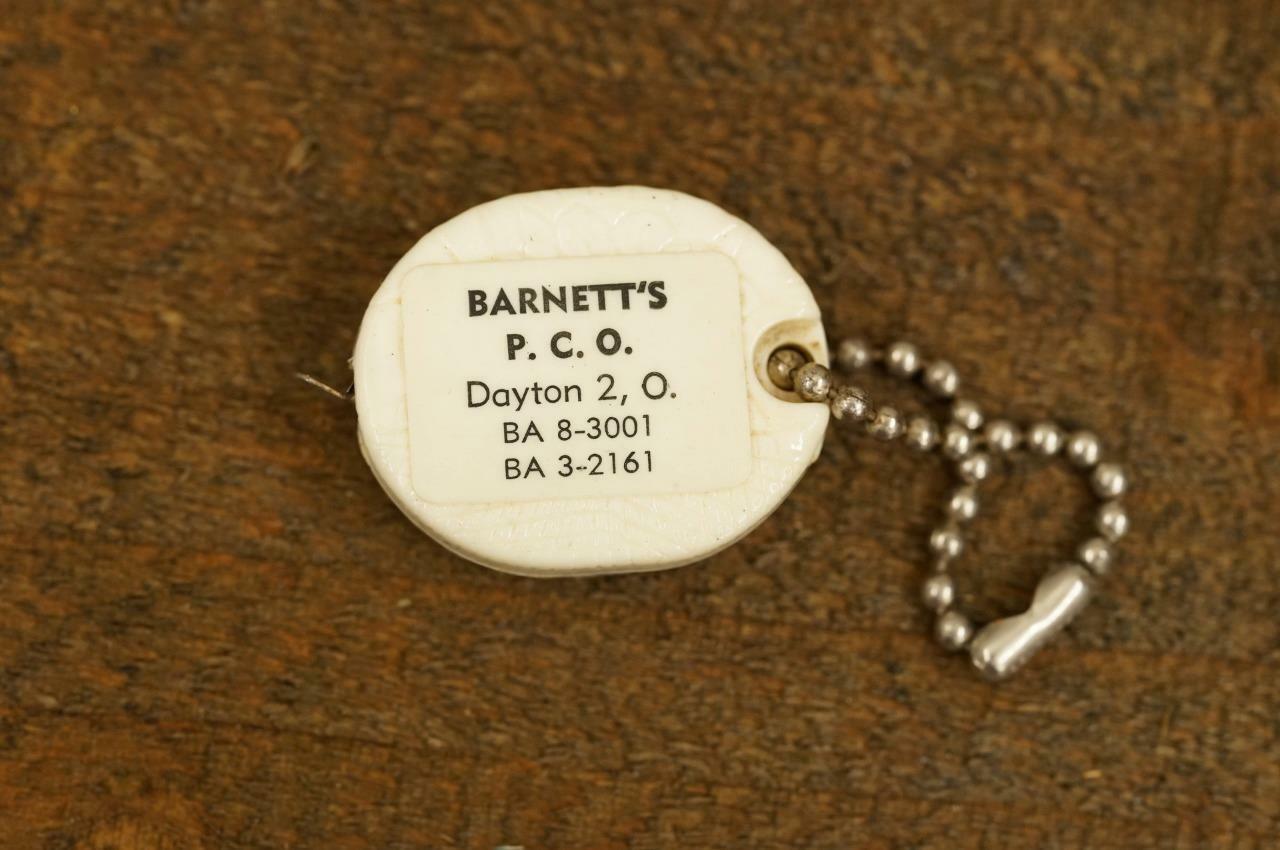 BARNETT'S
P. C. O.
Dayton 2, O.
BA 8-3001
BA 3-2161